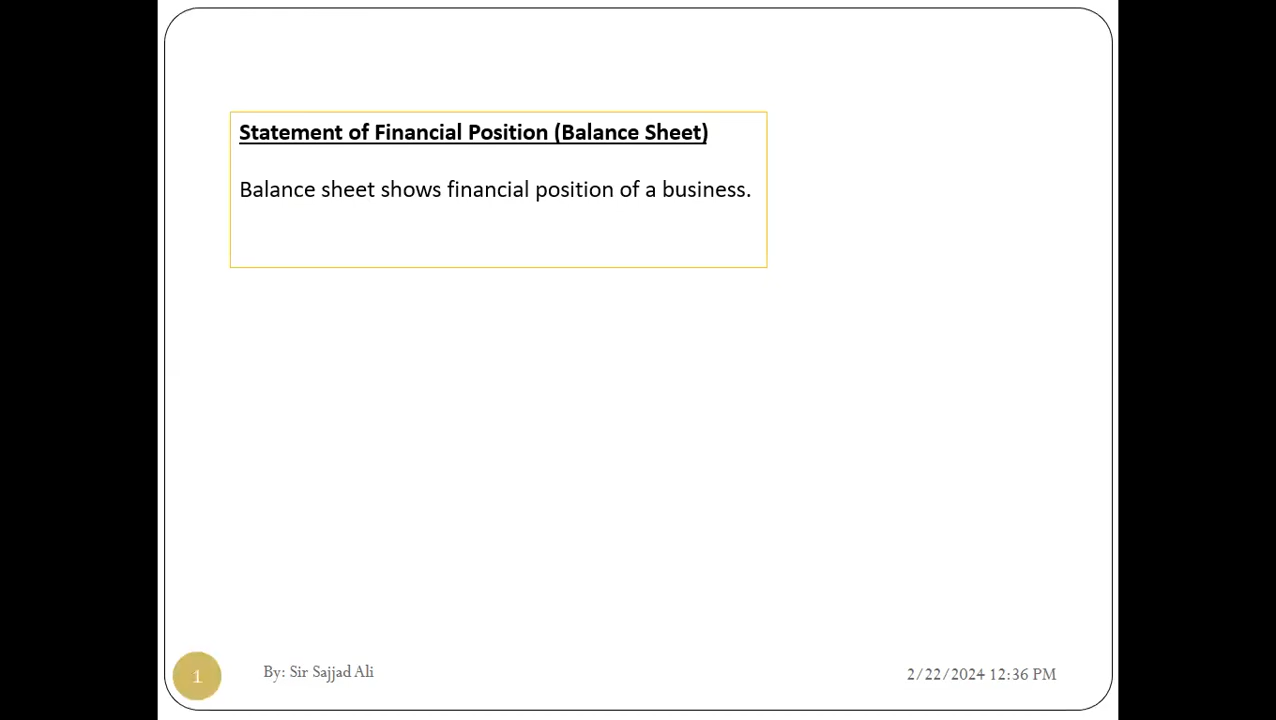 Statement of Financial Position (Balance Sheet)
Balance sheet shows financial position of a business.
1
By: Sir Sajjad Ali
2/22/2024 12:36 PM